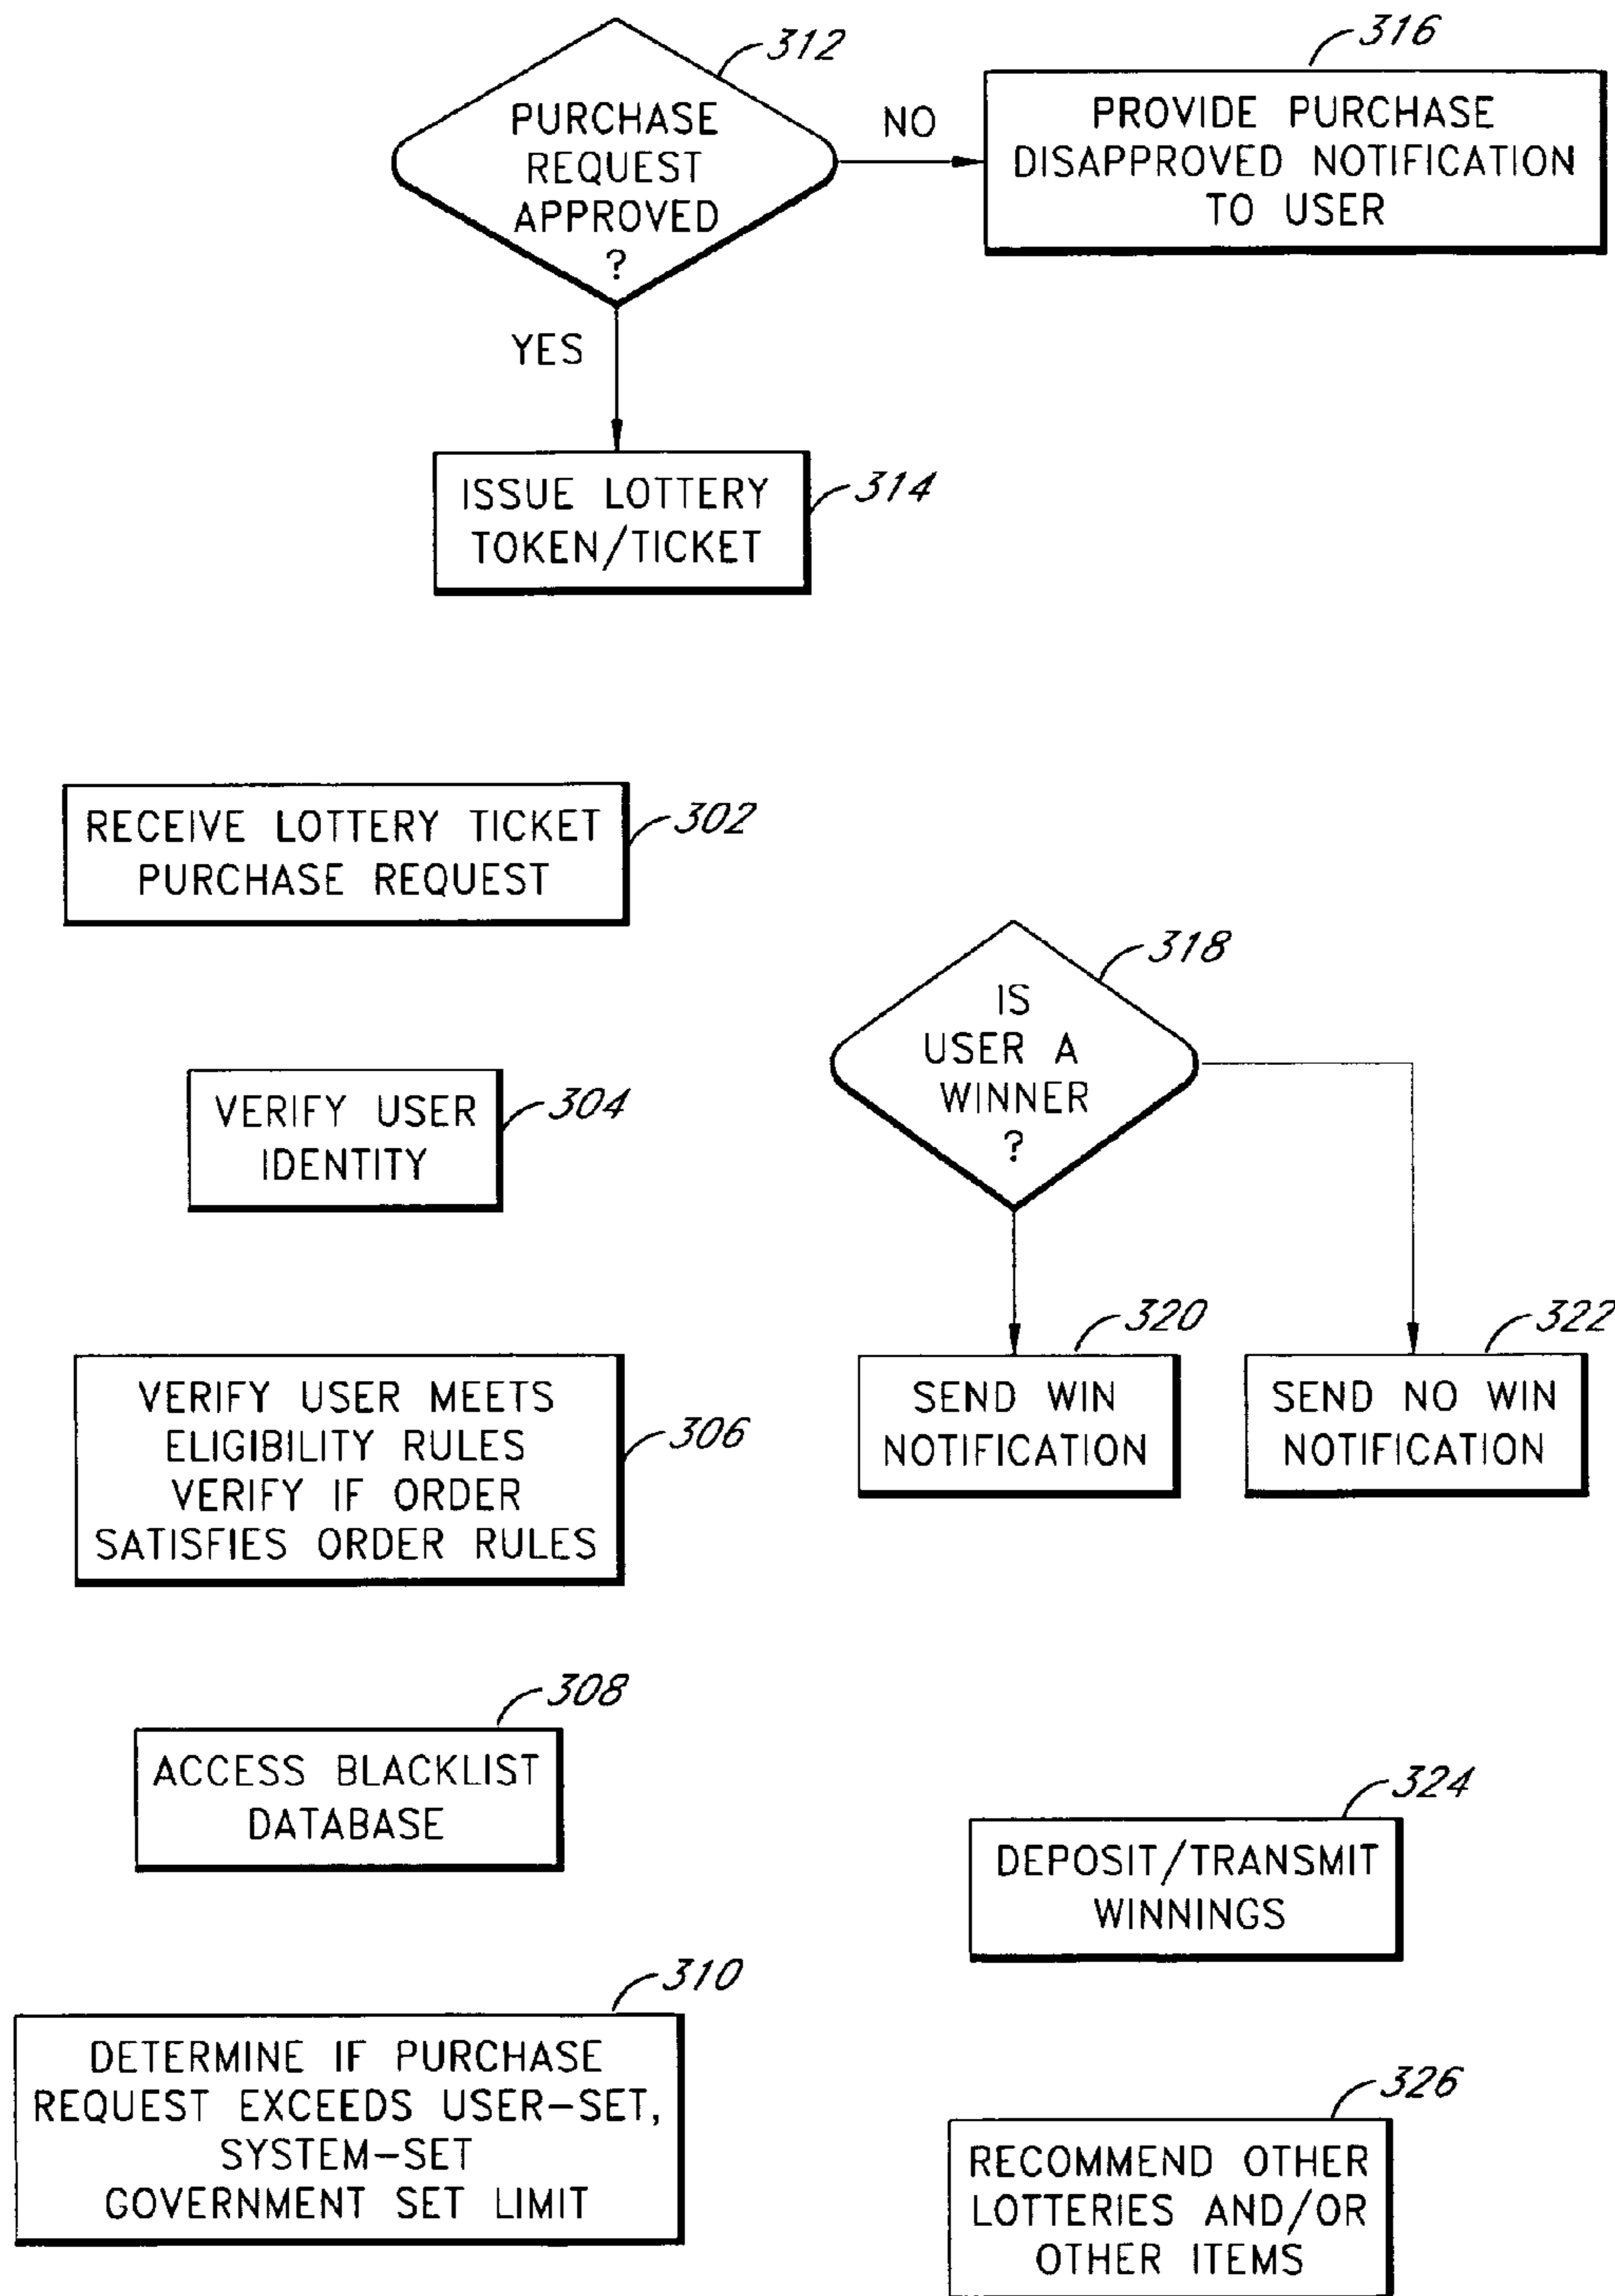 312
PURCHASE
REQUEST
APPROVED
?
NO
316
PROVIDE PURCHASE
DISAPPROVED NOTIFICATION
TO USER
YES
ISSUE LOTTERY
TOKEN/TICKET
314
RECEIVE LOTTERY TICKET
PURCHASE REQUEST
302
VERIFY USER
IDENTITY
304
318
IS
USER A
WINNER
?
320
SEND WIN
NOTIFICATION
322
SEND NO WIN
NOTIFICATION
VERIFY USER MEETS
ELIGIBILITY RULES
VERIFY IF ORDER
SATISFIES ORDER RULES
306
308
ACCESS BLACKLIST
DATABASE
324
DEPOSIT/TRANSMIT
WINNINGS
310
DETERMINE IF PURCHASE
REQUEST EXCEEDS USER-SET,
SYSTEM-SET
GOVERNMENT SET LIMIT
326
RECOMMEND OTHER
LOTTERIES AND/OR
OTHER ITEMS